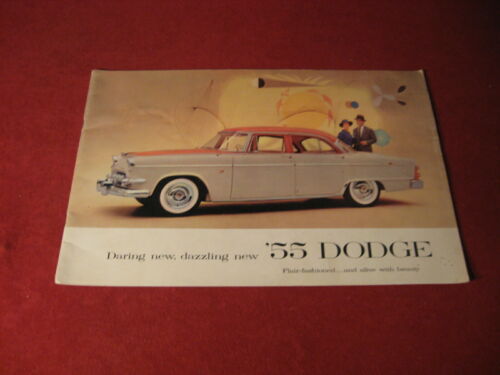 Daring new, dazzling new '55 DODGE
Flair-fashioned...and alive with beauty